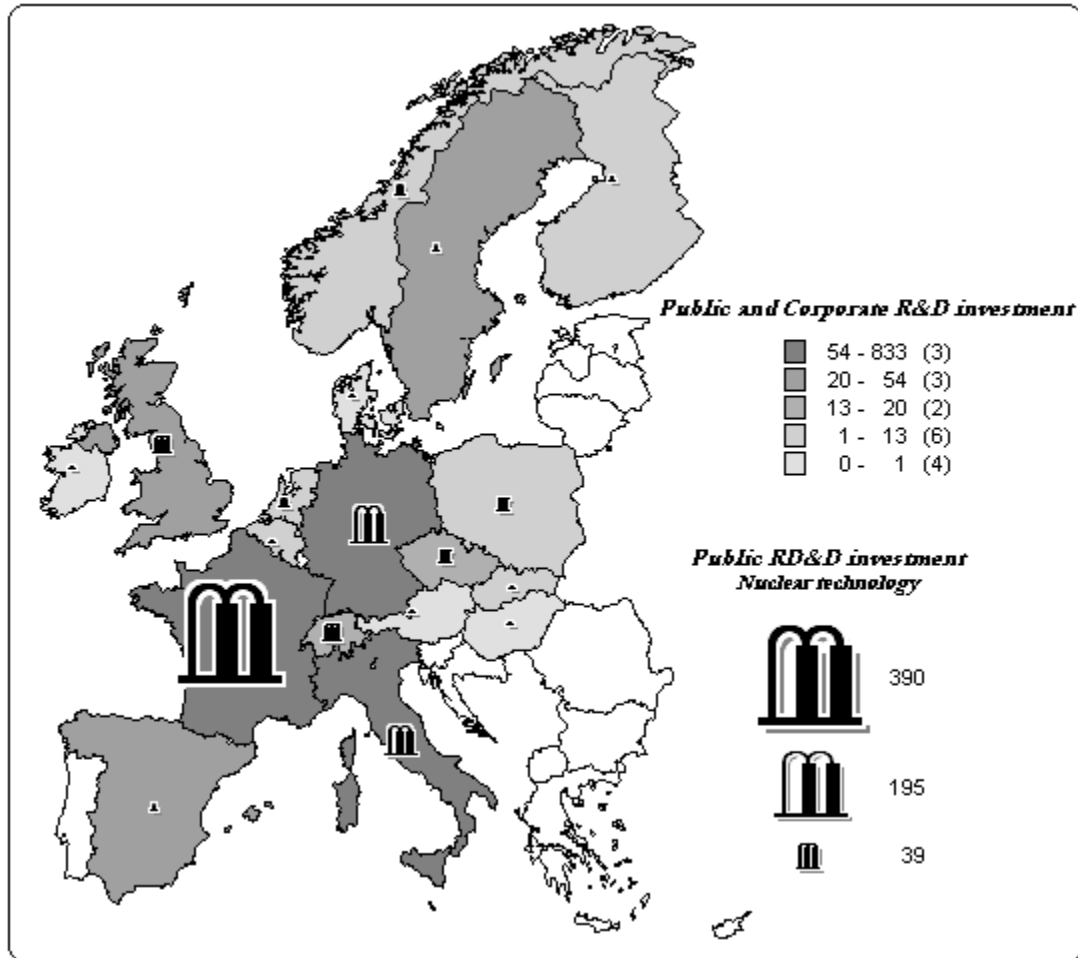 Public and Corporate R&D investment
54 - 833 (3)
20 - 54 (3)
13 - 20 (2)
1 - 13 (6)
0 - 1 (4)
Public RD&D investment
Nuclear technology
390
195
39